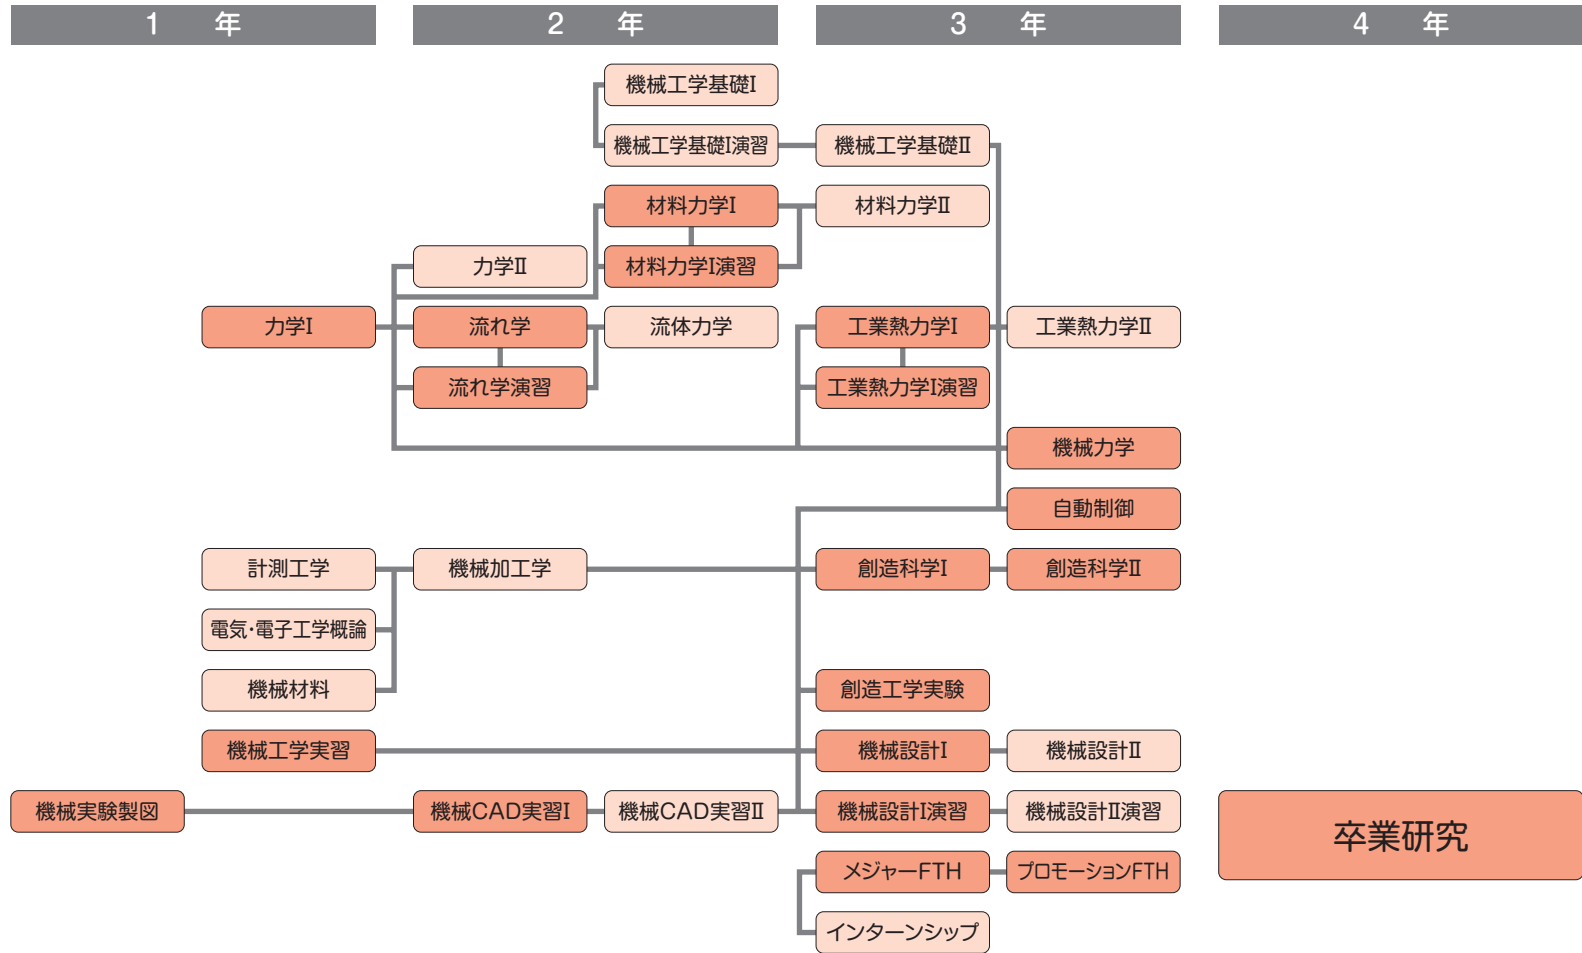 1 年
2 年
3 年
4 年
機械工学基礎Ⅰ
機械工学基礎Ⅰ演習
機械工学基礎Ⅱ
材料力学Ⅰ
材料力学Ⅱ
力学Ⅱ
材料力学Ⅰ演習
力学Ⅰ
流れ学
流体力学
工業熱力学Ⅰ
工業熱力学Ⅱ
流れ学演習
工業熱力学Ⅰ演習
機械力学
自動制御
計測工学
機械加工学
創造科学Ⅰ
創造科学Ⅱ
電気・電子工学概論
機械材料
創造工学実験
機械工学実習
機械設計Ⅰ
機械設計Ⅱ
機械実験製図
機械CAD実習Ⅰ
機械CAD実習Ⅱ
機械設計Ⅰ演習
機械設計Ⅱ演習
卒業研究
メジャーFTH
プロモーションFTH
インターンシップ